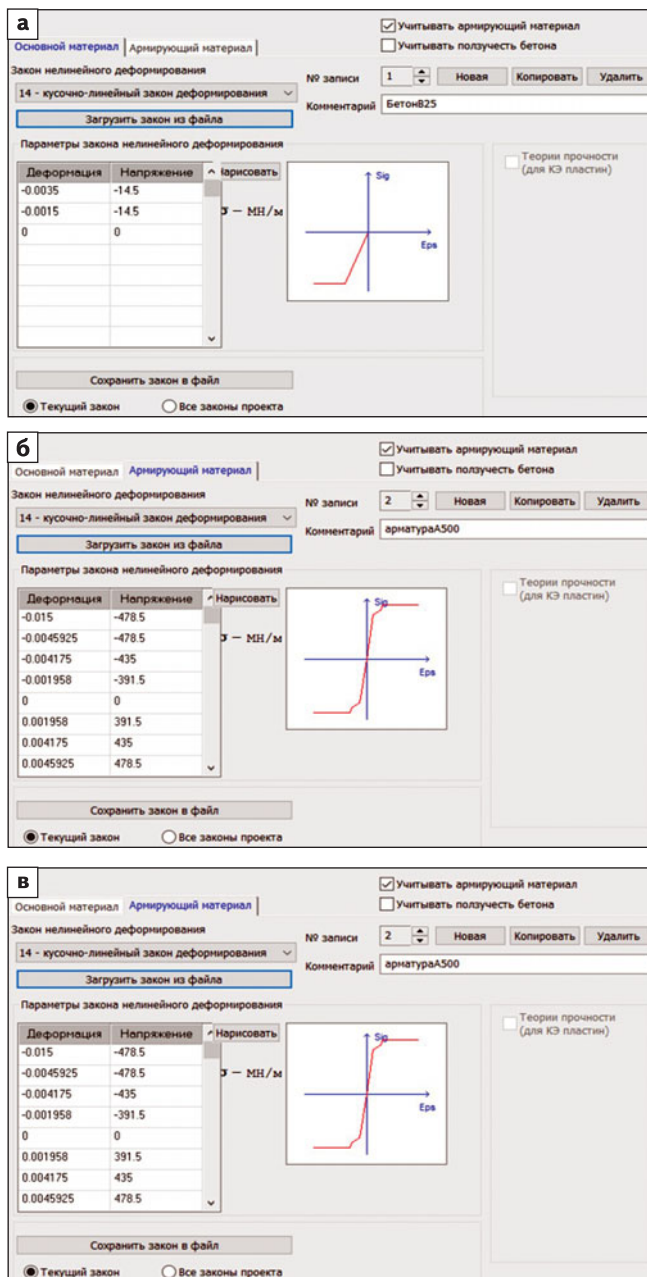 а
Учитывать армирующий материал
Основной материал Армирующий материал
Учитывать ползучесть бетона
Закон нелинейного деформирования
№ записи 1 Новая Копировать Удалить
14 - кусочно-линейный закон деформирования
Комментарий БетонВ25
Загрузить закон из файла
Параметры закона нелинейного деформирования
Теории прочности
(для КЭ пластин)
Деформация Напряжение Нарисовать
Sig
-0.0035 -14.5
-0.0015 -14.5
σ – МН/м
0 0
Eps
Сохранить закон в файл
Текущий закон Все законы проекта
б
Учитывать армирующий материал
Основной материал Армирующий материал
Учитывать ползучесть бетона
Закон нелинейного деформирования
№ записи 2 Новая Копировать Удалить
14 - кусочно-линейный закон деформирования
Комментарий арматураА500
Загрузить закон из файла
Параметры закона нелинейного деформирования
Теории прочности
(для КЭ пластин)
Деформация Напряжение Нарисовать
Sig
-0.015 -478.5
-0.0045925 -478.5
σ – МН/м
-0.004175 -435
-0.001958 -391.5
Eps
0 0
0.001958 391.5
0.004175 435
0.0045925 478.5
Сохранить закон в файл
Текущий закон Все законы проекта
в
Учитывать армирующий материал
Основной материал Армирующий материал
Учитывать ползучесть бетона
Закон нелинейного деформирования
№ записи 2 Новая Копировать Удалить
14 - кусочно-линейный закон деформирования
Комментарий арматураА500
Загрузить закон из файла
Параметры закона нелинейного деформирования
Теории прочности
(для КЭ пластин)
Деформация Напряжение Нарисовать
Sig
-0.015 -478.5
-0.0045925 -478.5
σ – МН/м
-0.004175 -435
-0.001958 -391.5
Eps
0 0
0.001958 391.5
0.004175 435
0.0045925 478.5
Сохранить закон в файл
Текущий закон Все законы проекта